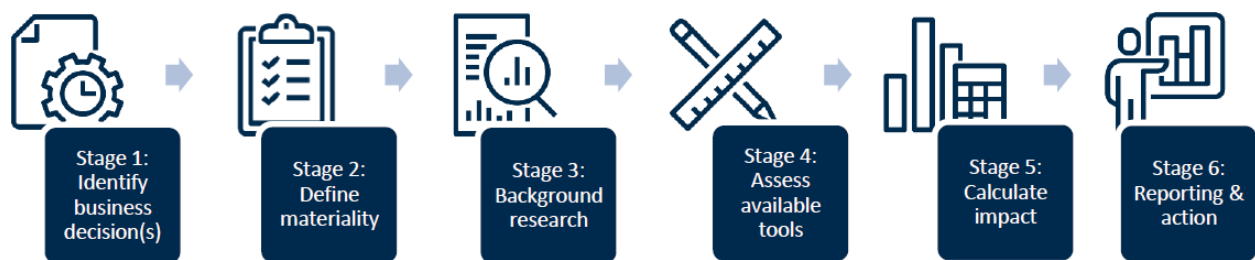 Stage 1:
Identify
business
decision(s)
Stage 2:
Define
materiality
Stage 3:
Background
research
Stage 4:
Assess
available
tools
Stage 5:
Calculate
impact
Stage 6:
Reporting &
action